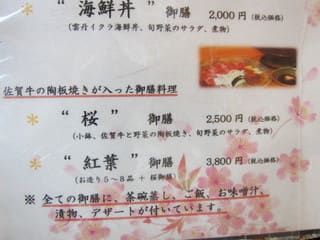 * “ 海鮮丼 ” 御膳 2,000円 (税込価格)
(雲丹イクラ海鮮丼、旬野菜のサラダ、煮物)
佐賀牛の陶板焼きが入った御膳料理
* “ 桜 ” 御膳 2,500円 (税込価格)
(小鉢、佐賀牛と野菜の陶板焼き、旬野菜のサラダ、煮物)
* “ 紅葉 ” 御膳 3,800円 (税込価格)
(お造り5~8品 + 桜御膳)
※ 全ての御膳に、茶碗蒸し、ご飯、お味噌汁、
漬物、デザートが付いています。